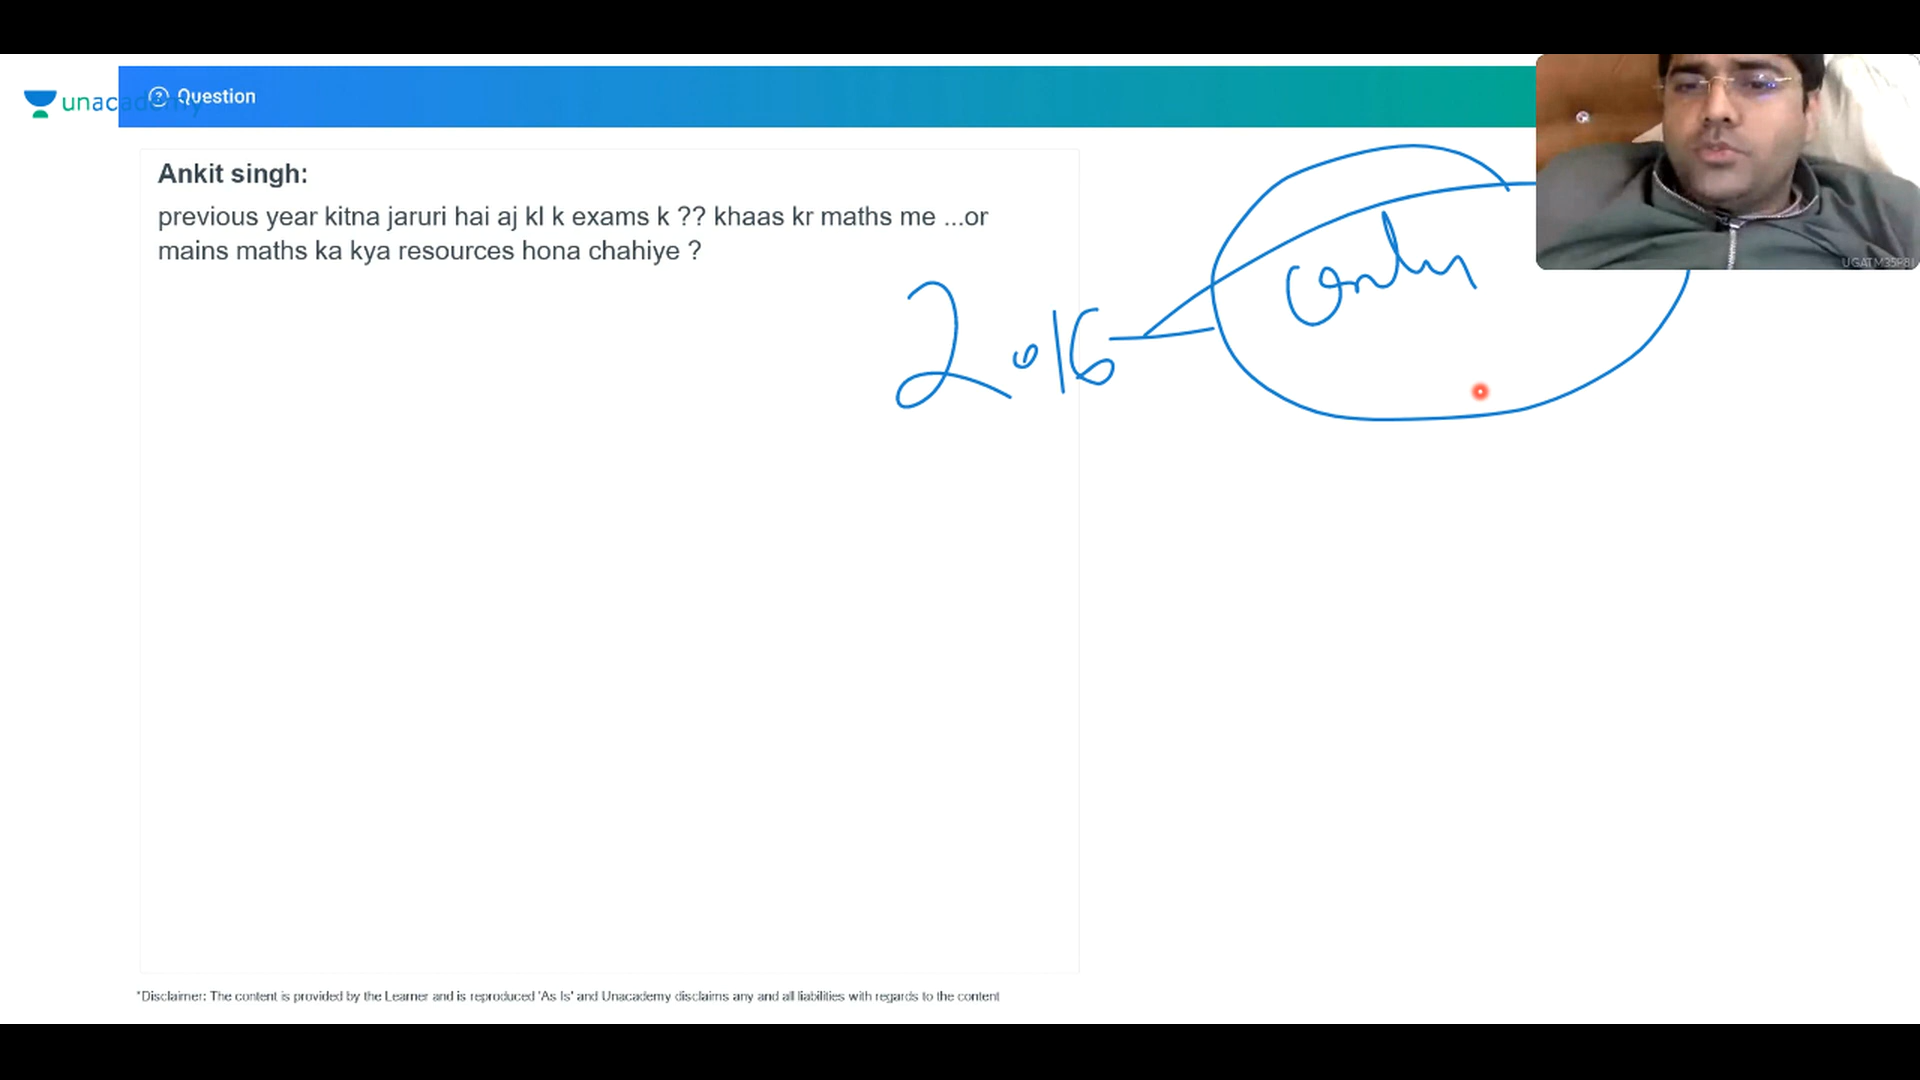 unacademy
Question
Ankit singh:
previous year kitna jaruri hai aj kl k exams k ?? khaas kr maths me ...or
mains maths ka kya resources hona chahiye ?
2016
only
UGATM35P8I
*Disclaimer: The content is provided by the Learner and is reproduced 'As Is' and Unacademy disclaims any and all liabilities with regards to the content